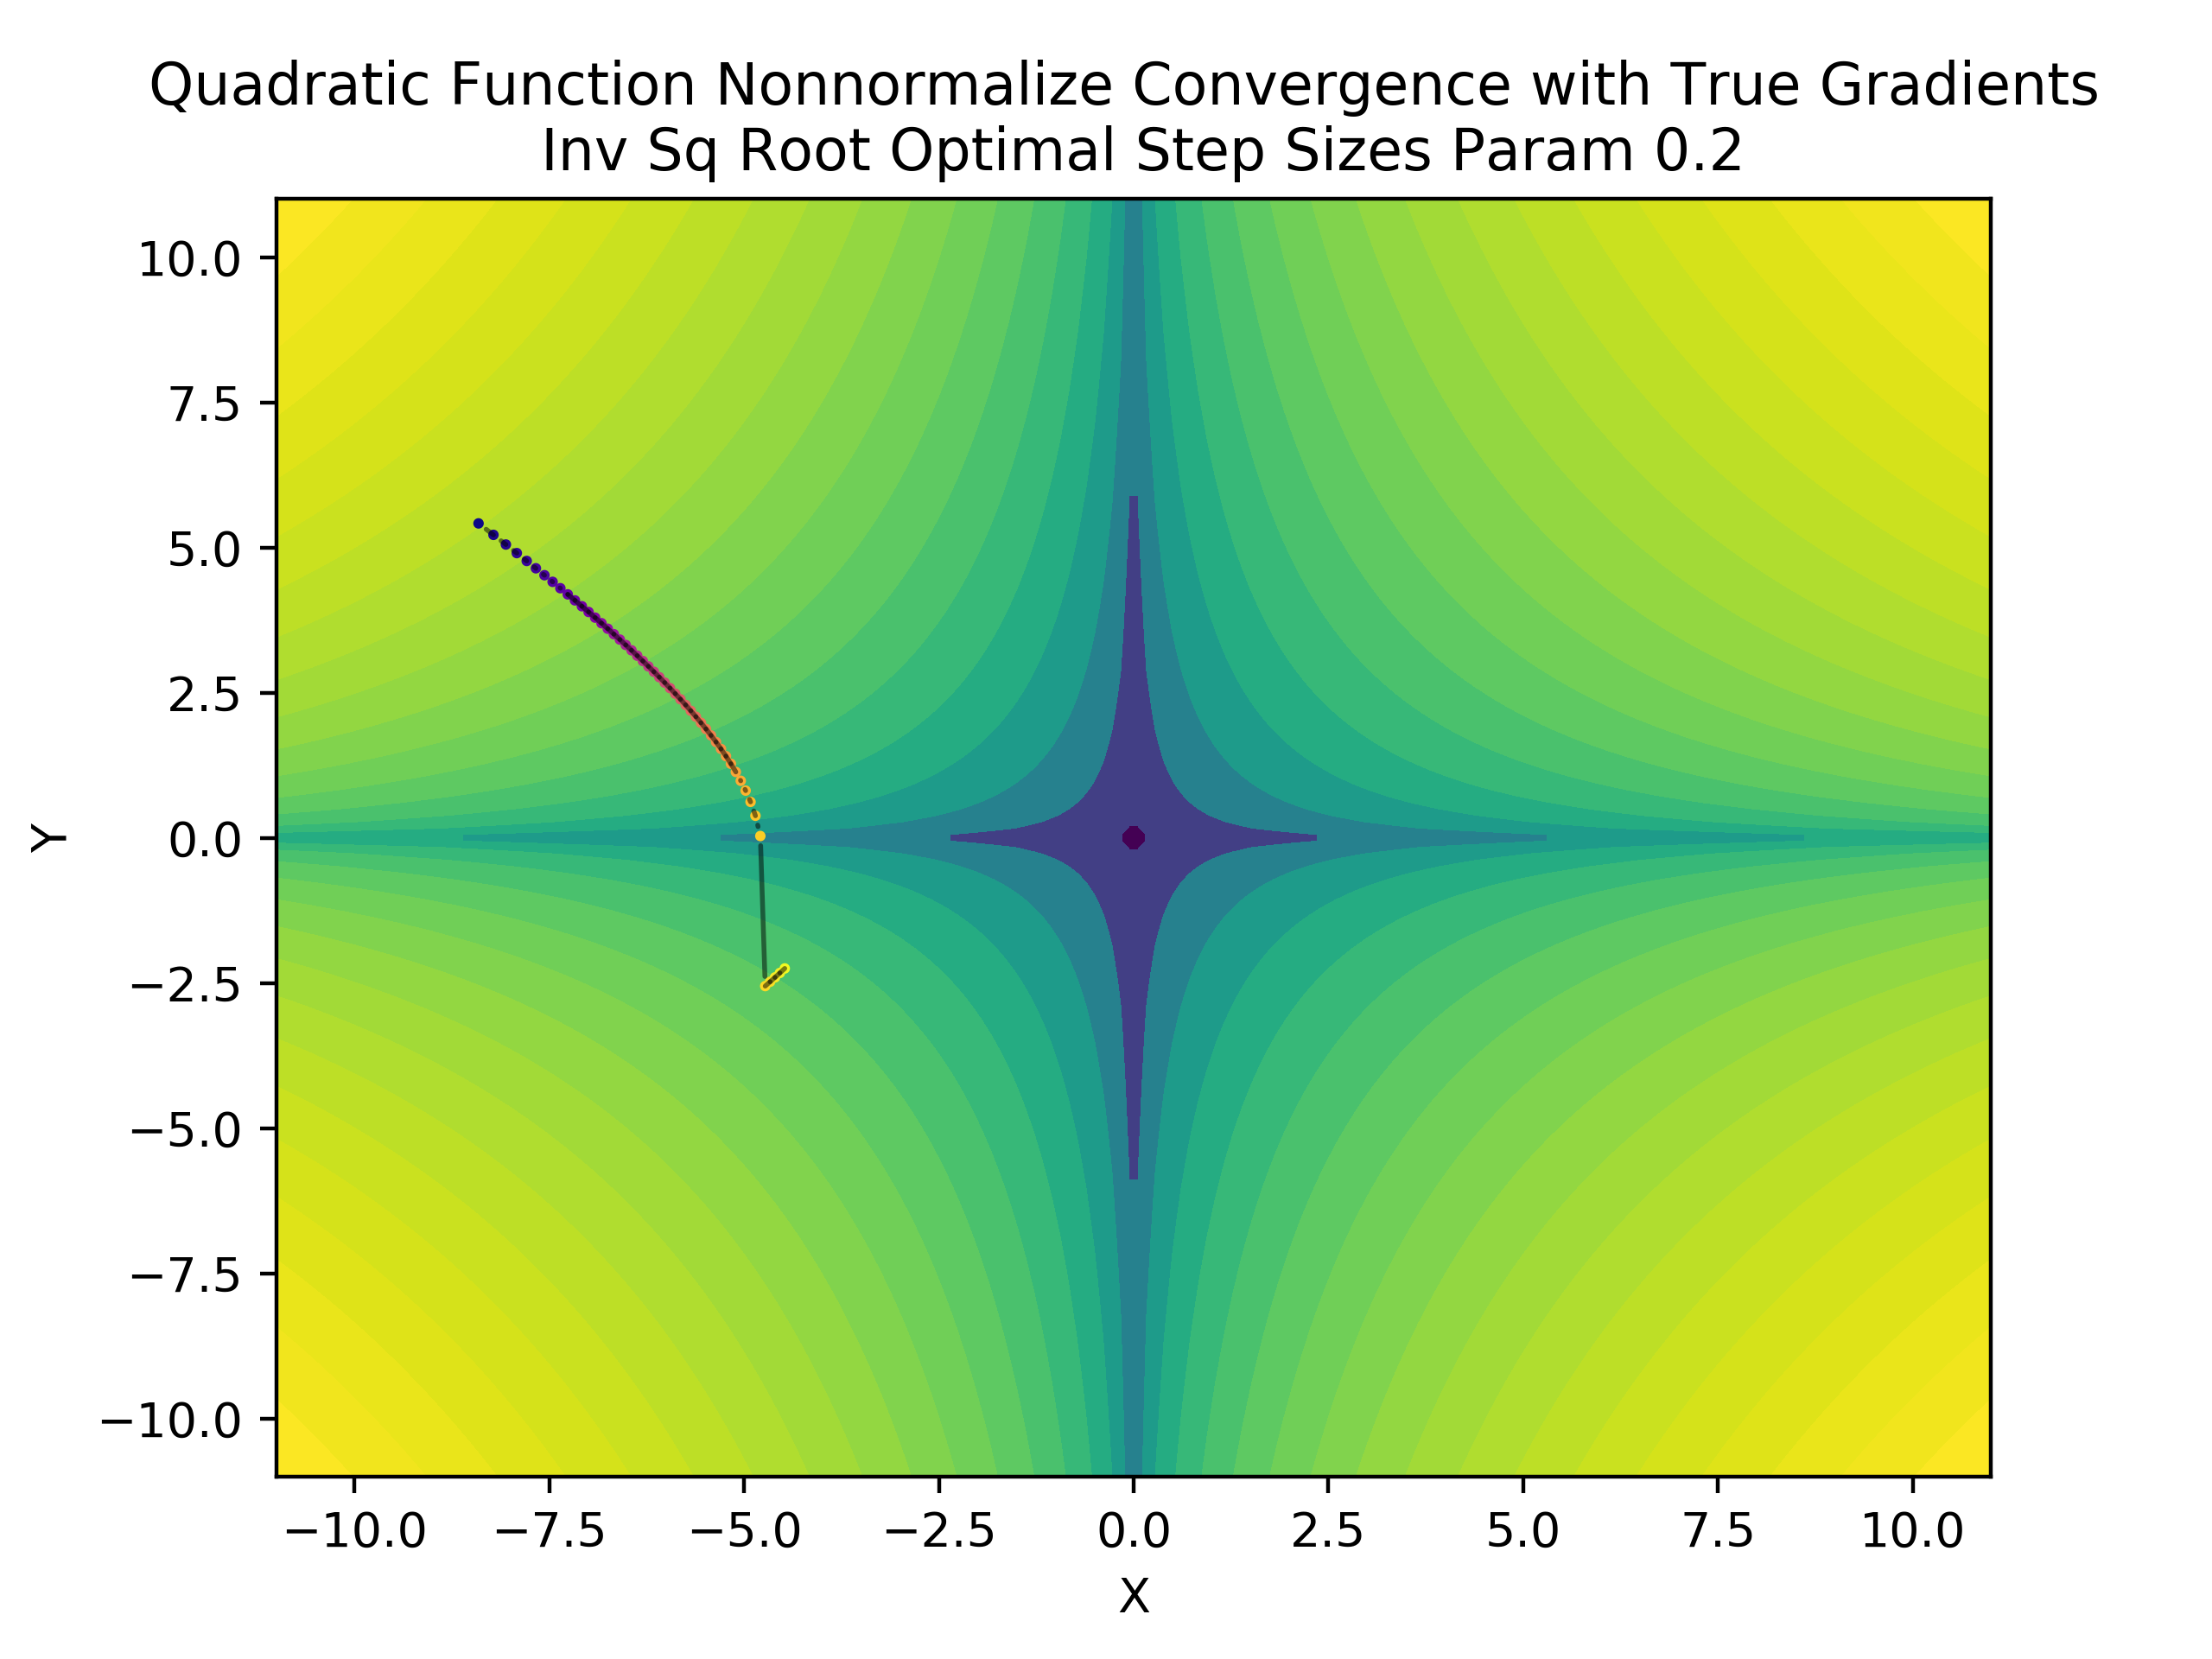 Quadratic Function Nonnormalize Convergence with True Gradients
Inv Sq Root Optimal Step Sizes Param 0.2
10.0
7.5
5.0
2.5
0.0
−2.5
−5.0
−7.5
−10.0
Y
−10.0 −7.5 −5.0 −2.5 0.0 2.5 5.0 7.5 10.0
X